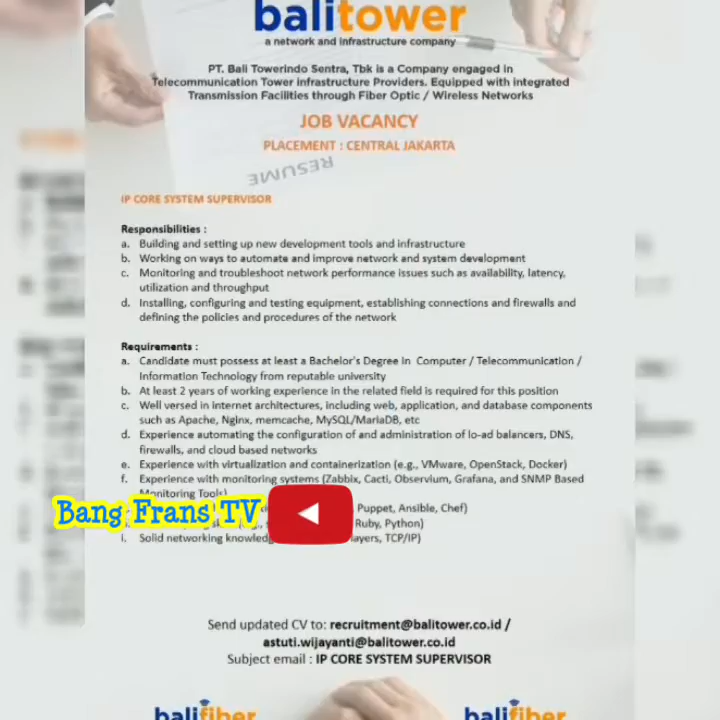 balitower
a network and infrastructure company
PT. Bali Towerindo Sentra, Tbk is a Company engaged in
Telecommunication Tower infrastructure Providers. Equipped with integrated
Transmission Facilities through Fiber Optic / Wireless Networks
JOB VACANCY
PLACEMENT : CENTRAL JAKARTA
RESUME
IP CORE SYSTEM SUPERVISOR
Responsibilities :
a. Building and setting up new development tools and infrastructure
b. Working on ways to automate and improve network and system development
c. Monitoring and troubleshoot network performance issues such as availability, latency,
utilization and throughput
d. Installing, configuring and testing equipment, establishing connections and firewalls and
defining the policies and procedures of the network
Requirements :
a. Candidate must possess at least a Bachelor's Degree in Computer / Telecommunication /
Information Technology from reputable university
b. At least 2 years of working experience in the related field is required for this position
c. Well versed in internet architectures, including web, application, and database components
such as Apache, Nginx, memcache, MySQL/MariaDB, etc
d. Experience automating the configuration of and administration of lo-ad balancers, DNS,
firewalls, and cloud based networks
e. Experience with virtualization and containerization (e.g., VMware, OpenStack, Docker)
f. Experience with monitoring systems (Zabbix, Cacti, Observium, Grafana, and SNMP Based
Monitoring Tools)
Puppet, Ansible, Chef)
Bang Frans TV
Ruby, Python)
i. Solid networking TCP/IP)
Send updated CV to: recruitment@balitower.co.id /
astuti.wijayanti@balitower.co.id
Subject email : IP CORE SYSTEM SUPERVISOR
balifiber balifiber